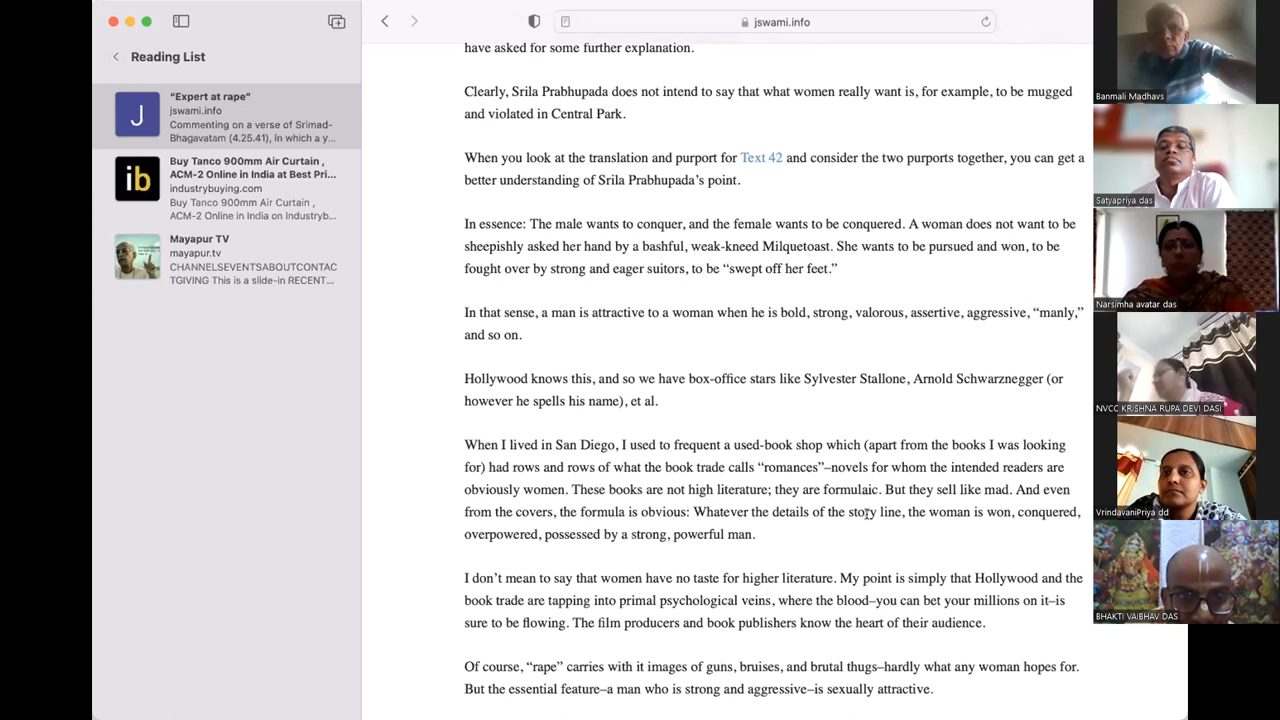 Reading List
"Expert at rape"
jswami.info
Commenting on a verse of Srimad-
Bhagavatam (4.25.41), in which a y...
Buy Tanco 900mm Air Curtain ,
ACM-2 Online in India at Best Pri...
industrybuying.com
Buy Tanco 900mm Air Curtain ,
ACM-2 Online in India on Industryb...
Mayapur TV
mayapur.tv
CHANNELSEVENTSABOUTCONTAC
TGIVING This is a slide-in RECENT...
J
ib
jswami.info
have asked for some further explanation.
Clearly, Srila Prabhupada does not intend to say that what women really want is, for example, to be mugged
and violated in Central Park.
When you look at the translation and purport for Text 42 and consider the two purports together, you can get a
better understanding of Srila Prabhupada's point.
In essence: The male wants to conquer, and the female wants to be conquered. A woman does not want to be
sheepishly asked her hand by a bashful, weak-kneed Milquetoast. She wants to be pursued and won, to be
fought over by strong and eager suitors, to be "swept off her feet."
In that sense, a man is attractive to a woman when he is bold, strong, valorous, assertive, aggressive, "manly,"
and so on.
Hollywood knows this, and so we have box-office stars like Sylvester Stallone, Arnold Schwarznegger (or
however he spells his name), et al.
When I lived in San Diego, I used to frequent a used-book shop which (apart from the books I was looking
for) had rows and rows of what the book trade calls "romances"–novels for whom the intended readers are
obviously women. These books are not high literature; they are formulaic. But they sell like mad. And even
from the covers, the formula is obvious: Whatever the details of the story line, the woman is won, conquered,
overpowered, possessed by a strong, powerful man.
I don't mean to say that women have no taste for higher literature. My point is simply that Hollywood and the
book trade are tapping into primal psychological veins, where the blood–you can bet your millions on it–is
sure to be flowing. The film producers and book publishers know the heart of their audience.
Of course, "rape" carries with it images of guns, bruises, and brutal thugs–hardly what any woman hopes for.
But the essential feature–a man who is strong and aggressive–is sexually attractive.
Banmali Madhavs
Satyapriya das
Narsimha avatar das
NVCC KRISHNA RUPA DEVI DASI
VrindavaniPriya dd
BHAKTI VAIBHAV DAS